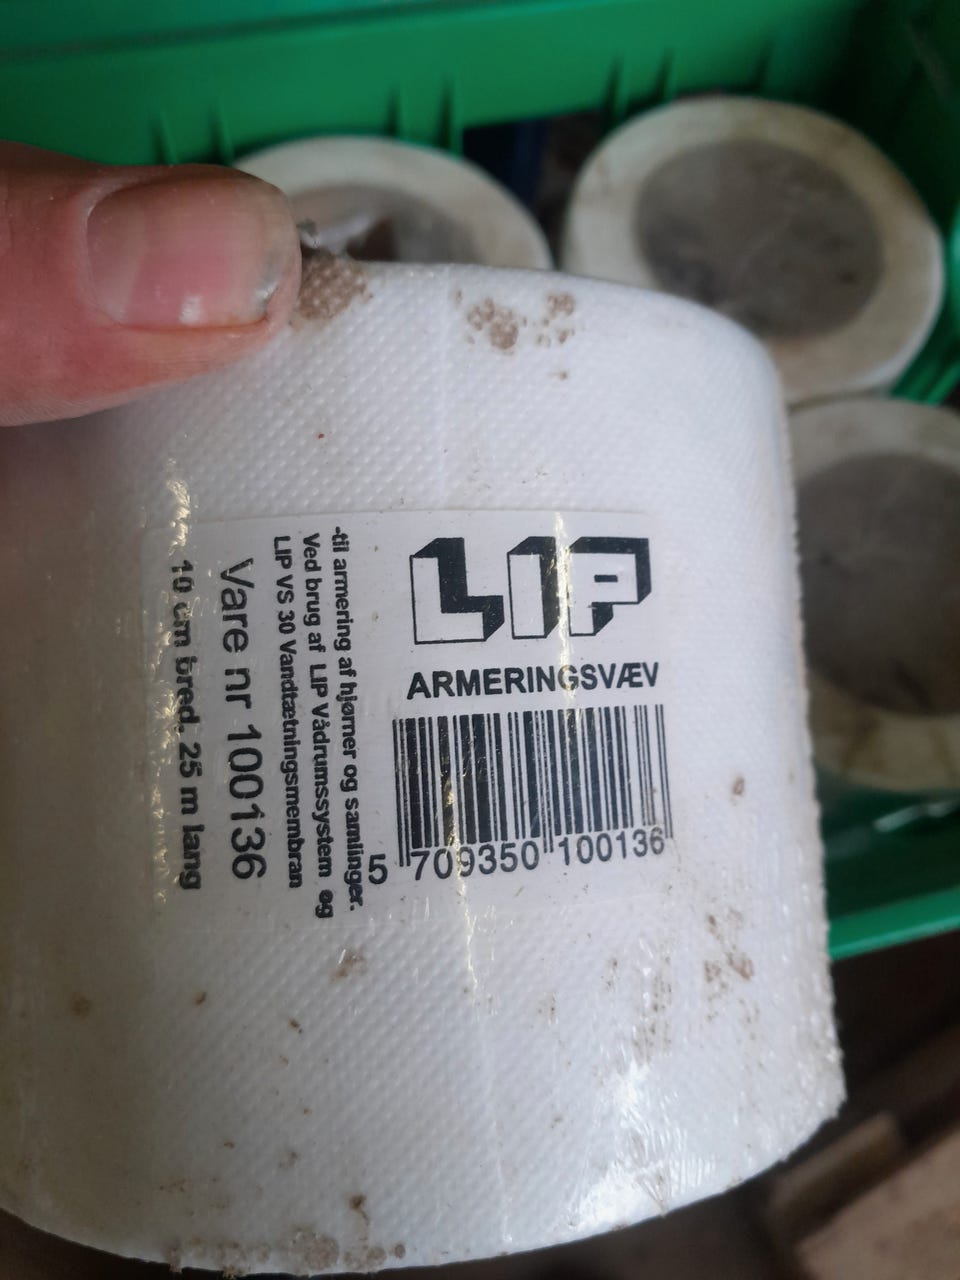 LIP
ARMERINGSVÆV
5 709350 100136
-til armering af hjørner og samlinger.
Ved brug af LIP Vådrumssystem og
LIP VS 30 Vandtætningsmembran
Vare nr 100136
10 cm bred. 25 m lang